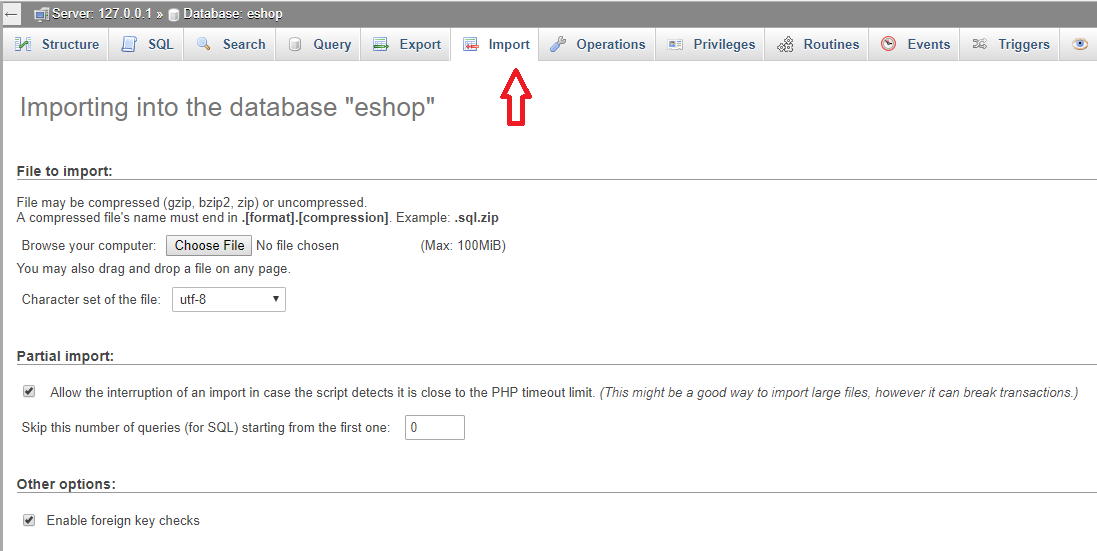 Server: 127.0.0.1 » Database: eshop
Structure SQL Search Query Export Import Operations Privileges Routines Events Triggers
Importing into the database "eshop"
File to import:
File may be compressed (gzip, bzip2, zip) or uncompressed.
A compressed file's name must end in .[format].[compression]. Example: .sql.zip
Browse your computer: Choose File No file chosen (Max: 100MiB)
You may also drag and drop a file on any page.
Character set of the file: utf-8
Partial import:
Allow the interruption of an import in case the script detects it is close to the PHP timeout limit. (This might be a good way to import large files, however it can break transactions.)
Skip this number of queries (for SQL) starting from the first one: 0
Other options:
Enable foreign key checks